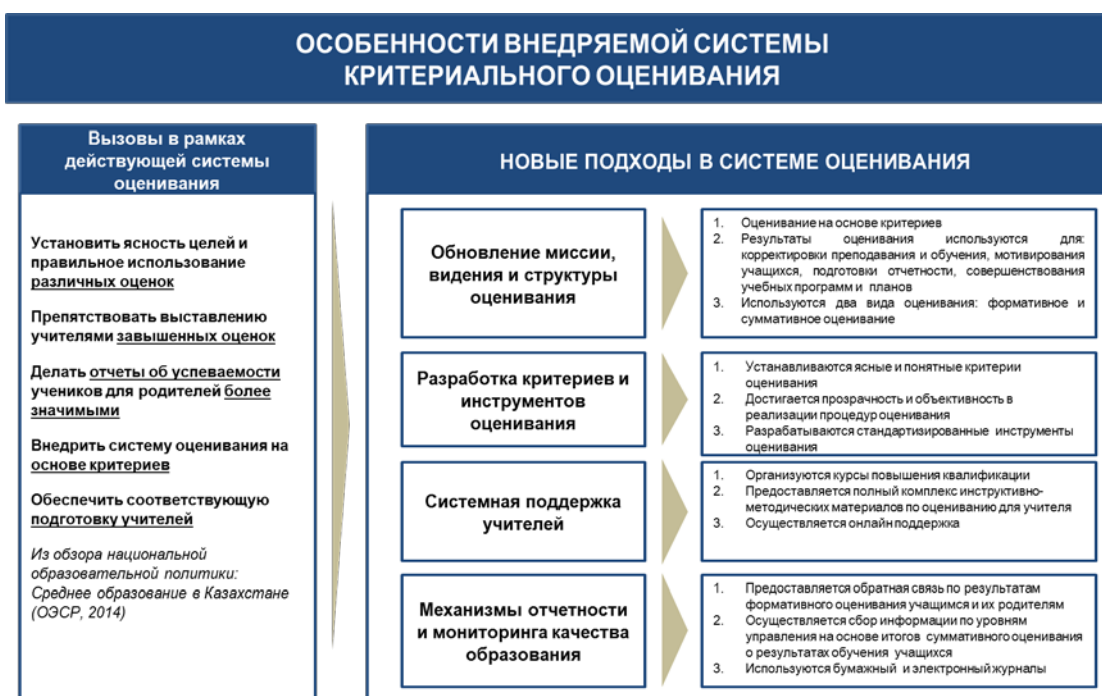 ОСОБЕННОСТИ ВНЕДРЯЕМОЙ СИСТЕМЫ
КРИТЕРИАЛЬНОГО ОЦЕНИВАНИЯ
Вызовы в рамках
действующей системы
оценивания
Установить ясность целей и
правильное использование
различных оценок
Препятствовать выставлению
учителями завышенных оценок
Делать отчеты об успеваемости
учеников для родителей более
значимыми
Внедрить систему оценивания на
основе критериев
Обеспечить соответствующую
подготовку учителей
Из обзора национальной
образовательной политики:
Среднее образование в Казахстане
(ОЭСР, 2014)
НОВЫЕ ПОДХОДЫ В СИСТЕМЕ ОЦЕНИВАНИЯ
Обновление миссии,
видения и структуры
оценивания
1. Оценивание на основе критериев
2. Результаты оценивания используются для:
корректировки преподавания и обучения, мотивирования
учащихся, подготовки отчетности, совершенствования
учебных программ и планов
3. Используются два вида оценивания: формативное и
суммативное оценивание
Разработка критериев и
инструментов
оценивания
1. Устанавливаются ясные и понятные критерии
оценивания
2. Достигается прозрачность и объективность в
реализации процедур оценивания
3. Разрабатываются стандартизированные инструменты
оценивания
Системная поддержка
учителей
1. Организуются курсы повышения квалификации
2. Предоставляется полный комплекс инструктивно-
методических материалов по оцениванию для учителя
3. Осуществляется онлайн поддержка
Механизмы отчетности
и мониторинга качества
образования
1. Предоставляется обратная связь по результатам
формативного оценивания учащимся и их родителям
2. Осуществляется сбор информации по уровням
управления на основе итогов суммативного оценивания
о результатах обучения учащихся
3. Используются бумажный и электронный журналы